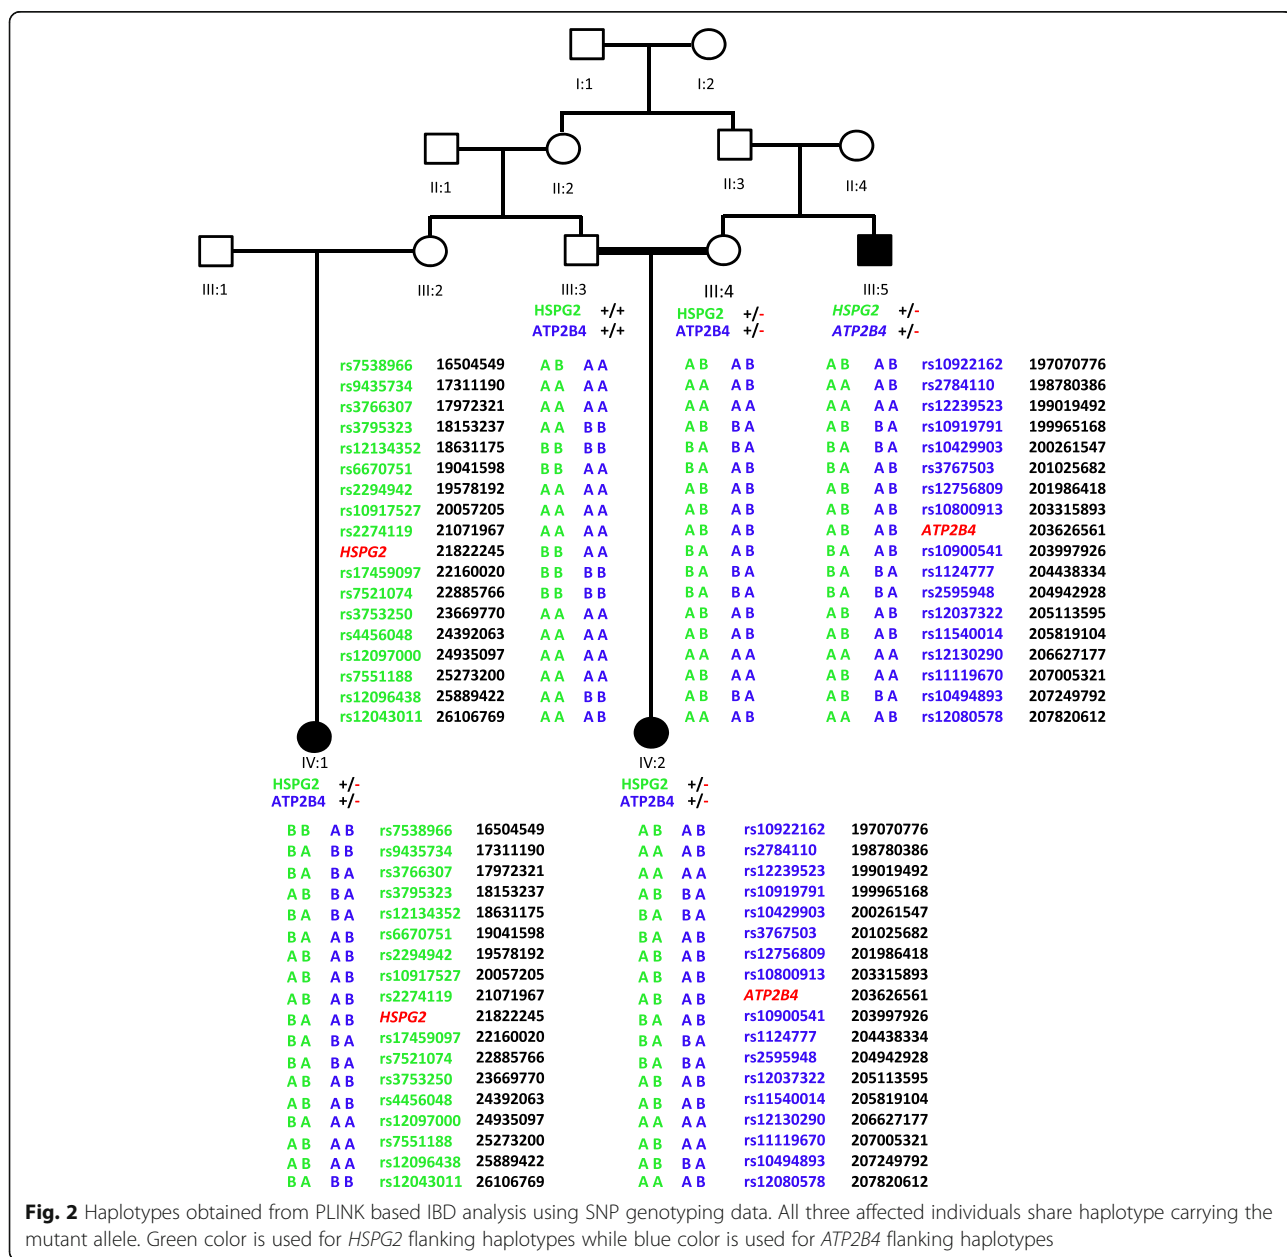 I:1 I:2
II:1 II:2 II:3 II:4
III:1 III:2 III:3 III:4 III:5
HSPG2 +/+ HSPG2 +/- HSPG2 +/-
ATP2B4 +/+ ATP2B4 +/- ATP2B4 +/-
rs7538966 16504549 A B A A A B A B A B A B rs10922162 197070776
rs9435734 17311190 A A A A A A A B A A A B rs2784110 198780386
rs3766307 17972321 A A A A A A A A A A A A rs12239523 199019492
rs3795323 18153237 A A B B A B B A A B B A rs10919791 199965168
rs12134352 18631175 B B B B B A B A B A B A rs10429903 200261547
rs6670751 19041598 B B A A B A A B B A A B rs3767503 201025682
rs2294942 19578192 A A A A A B A B A B A B rs12756809 201986418
rs10917527 20057205 A A A A A B A B A B A B rs10800913 203315893
rs2274119 21071967 A A A A A B A B A B A B ATP2B4 203626561
HSPG2 21822245 B B A A B A A B B A A B rs10900541 203997926
rs17459097 22160020 B B B B B A B A B A B A rs1124777 204438334
rs7521074 22885766 B B B B B A B A B A B A rs2595948 204942928
rs3753250 23669770 A A A A A B A B A B A B rs12037322 205113595
rs4456048 24392063 A A A A A B A B A B A B rs11540014 205819104
rs12097000 24935097 A A A A A A A A A A A A rs12130290 206627177
rs7551188 25273200 A A A A A B A A A B A A rs11119670 207005321
rs12096438 25889422 A A B B A B B A A B B A rs10494893 207249792
rs12043011 26106769 A A A B A A A B A A A B rs12080578 207820612
IV:1 IV:2
HSPG2 +/- HSPG2 +/-
ATP2B4 +/- ATP2B4 +/-
B B A B rs7538966 16504549 A B A B rs10922162 197070776
B A B B rs9435734 17311190 A A A B rs2784110 198780386
B A B A rs3766307 17972321 A A A A rs12239523 199019492
A B B A rs3795323 18153237 A B B A rs10919791 199965168
B A B A rs12134352 18631175 B A B A rs10429903 200261547
B A A B rs6670751 19041598 B A A B rs3767503 201025682
A B A B rs2294942 19578192 A B A B rs12756809 201986418
A B A B rs10917527 20057205 A B A B rs10800913 203315893
A B A B rs2274119 21071967 A B A B ATP2B4 203626561
B A A B HSPG2 21822245 B A A B rs10900541 203997926
B A B A rs17459097 22160020 B A B A rs1124777 204438334
B A B A rs7521074 22885766 B A B A rs2595948 204942928
A B A B rs3753250 23669770 A B A B rs12037322 205113595
A B A B rs4456048 24392063 A B A B rs11540014 205819104
B A A A rs12097000 24935097 A A A A rs12130290 206627177
A B A A rs7551188 25273200 A B A A rs11119670 207005321
A B A A rs12096438 25889422 A B B A rs10494893 207249792
B A B B rs12043011 26106769 A A A B rs12080578 207820612
Fig. 2 Haplotypes obtained from PLINK based IBD analysis using SNP genotyping data. All three affected individuals share haplotype carrying the
mutant allele. Green color is used for HSPG2 flanking haplotypes while blue color is used for ATP2B4 flanking haplotypes